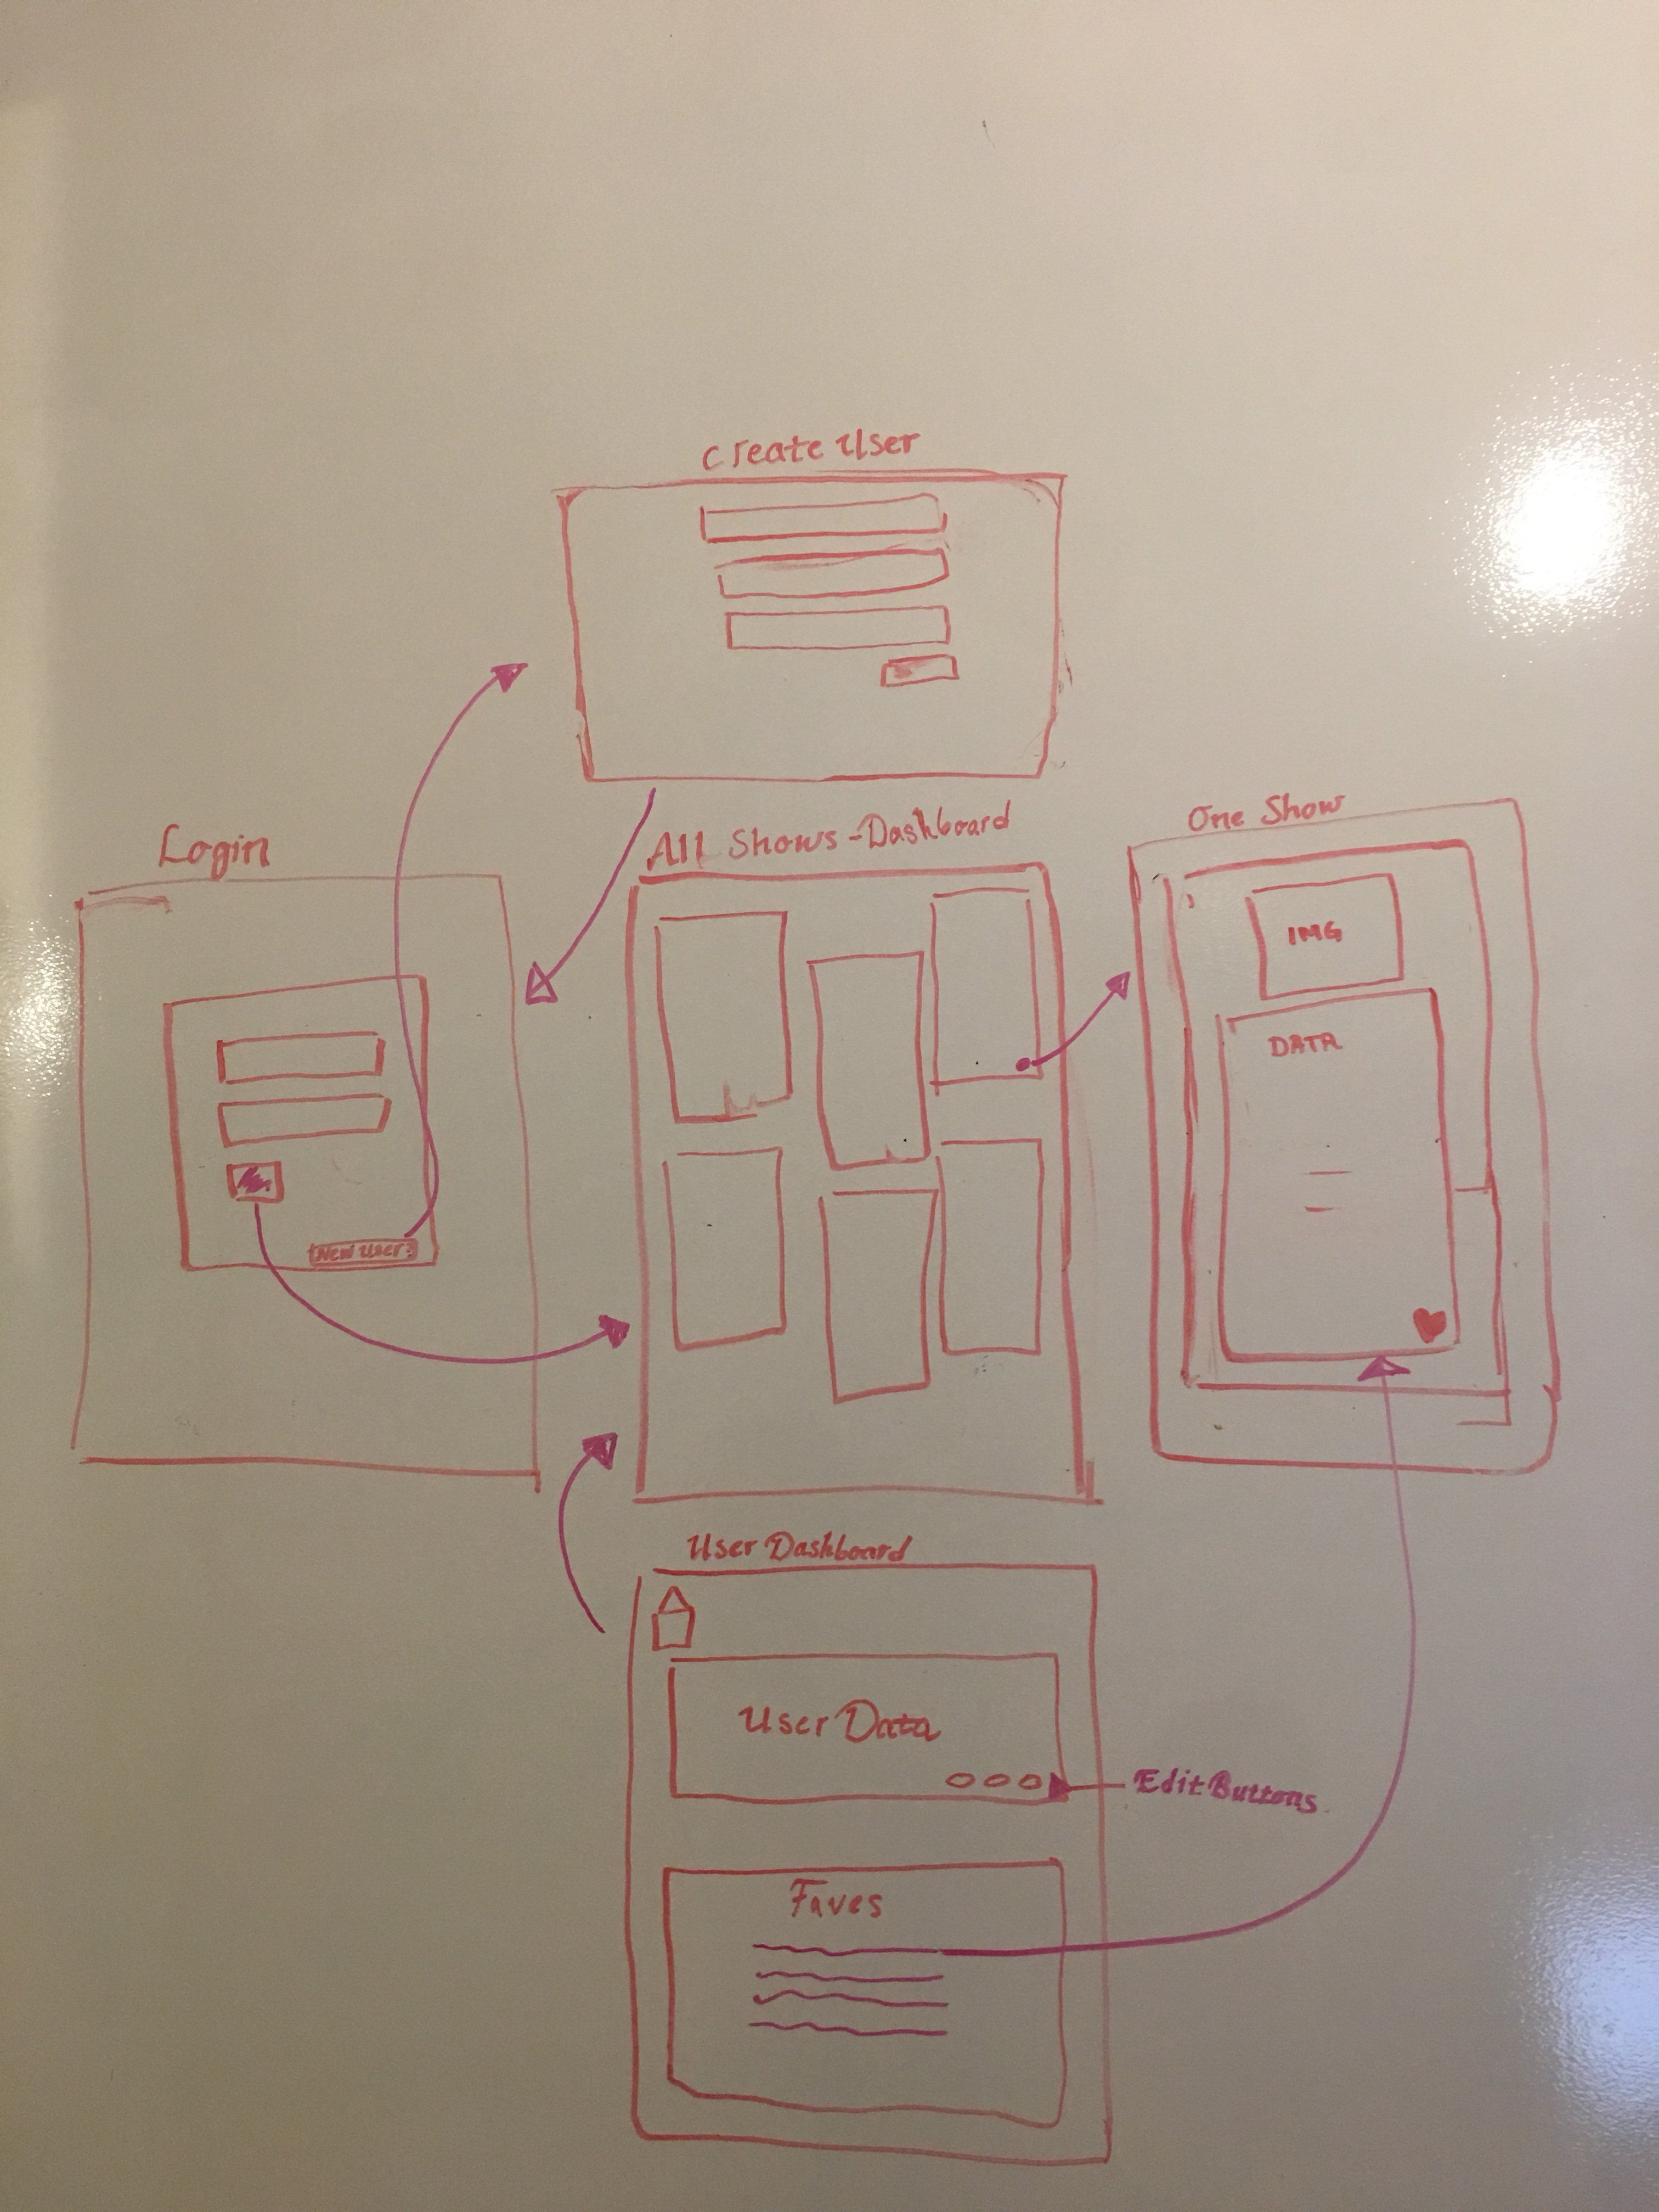 Create User
Login
All Shows - Dashboard
One Show
IMG
DATA
New User
User Dashboard
User Data
Edit Buttons
Faves